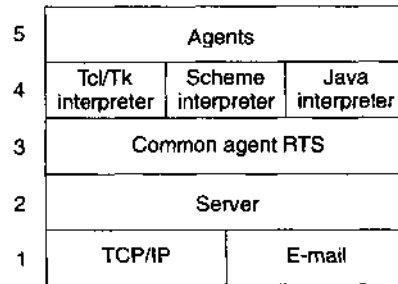 5 Agents
4 Tcl/Tk interpreter Scheme interpreter Java interpreter
3 Common agent RTS
2 Server
1 TCP/IP E-mail